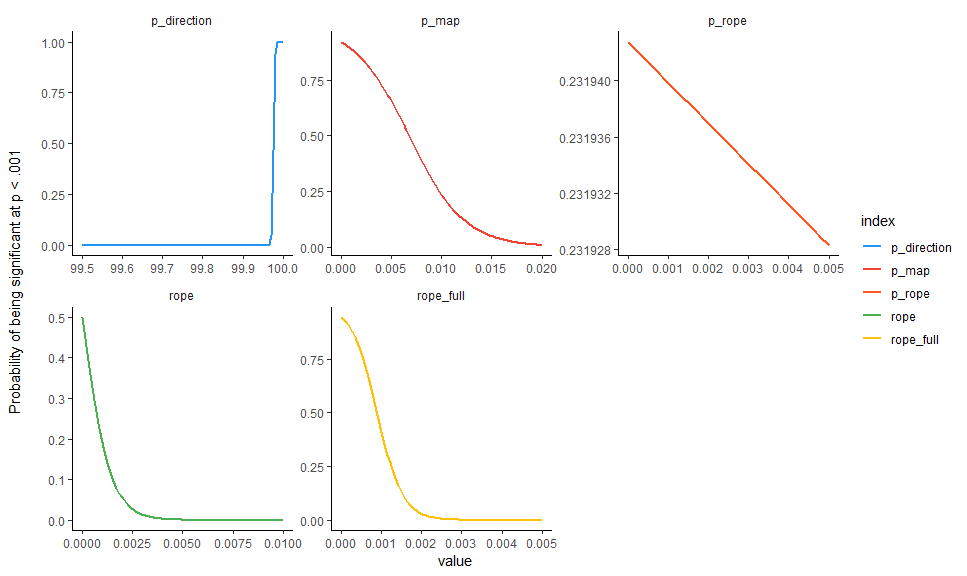 p_direction
p_map
p_rope
Probability of being significant at p < .001
1.00
0.75
0.50
0.25
0.00
99.5 99.6 99.7 99.8 99.9 100.0
0.75
0.50
0.25
0.00
0.000 0.005 0.010 0.015 0.020
0.231940
0.231936
0.231932
0.231928
0.000 0.001 0.002 0.003 0.004 0.005
rope
rope_full
0.5
0.4
0.3
0.2
0.1
0.0
0.0000 0.0025 0.0050 0.0075 0.0100
0.75
0.50
0.25
0.00
0.000 0.001 0.002 0.003 0.004 0.005
value
index
p_direction
p_map
p_rope
rope
rope_full